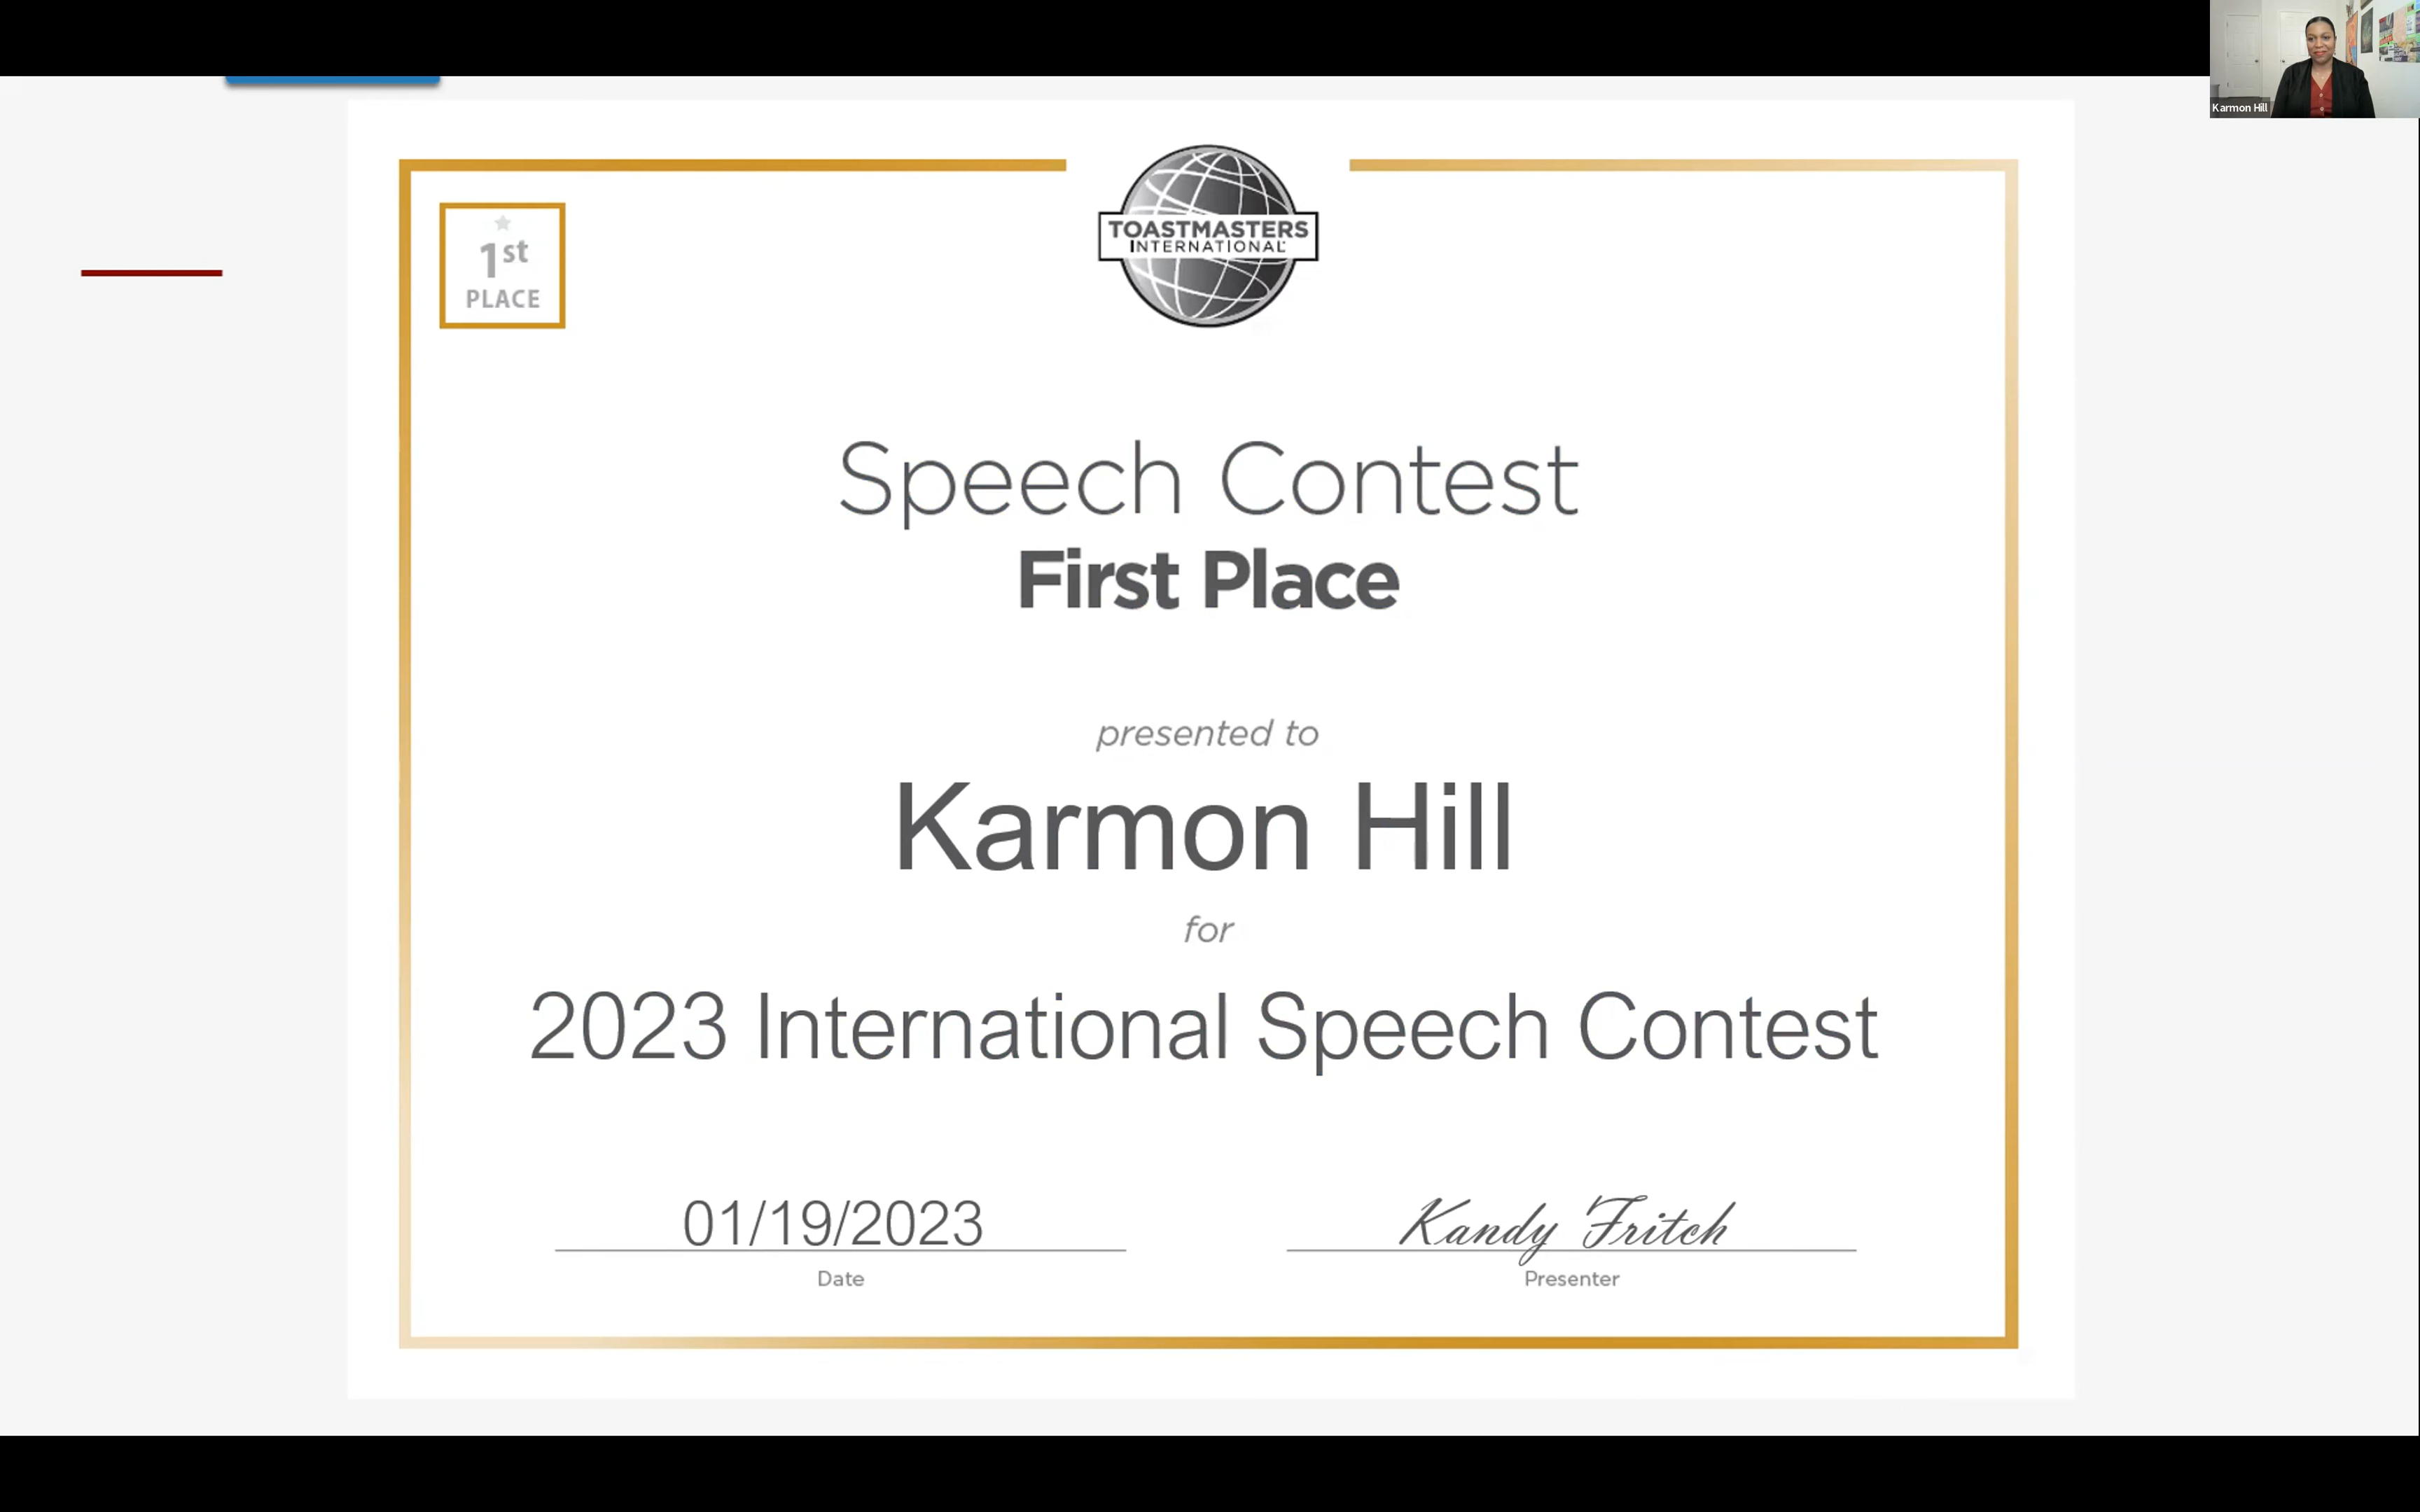 Karmon Hill
TOASTMASTERS
INTERNATIONAL
1st
PLACE
Speech Contest
First Place
presented to
Karmon Hill
for
2023 International Speech Contest
01/19/2023
Kandy Fritch
Date
Presenter